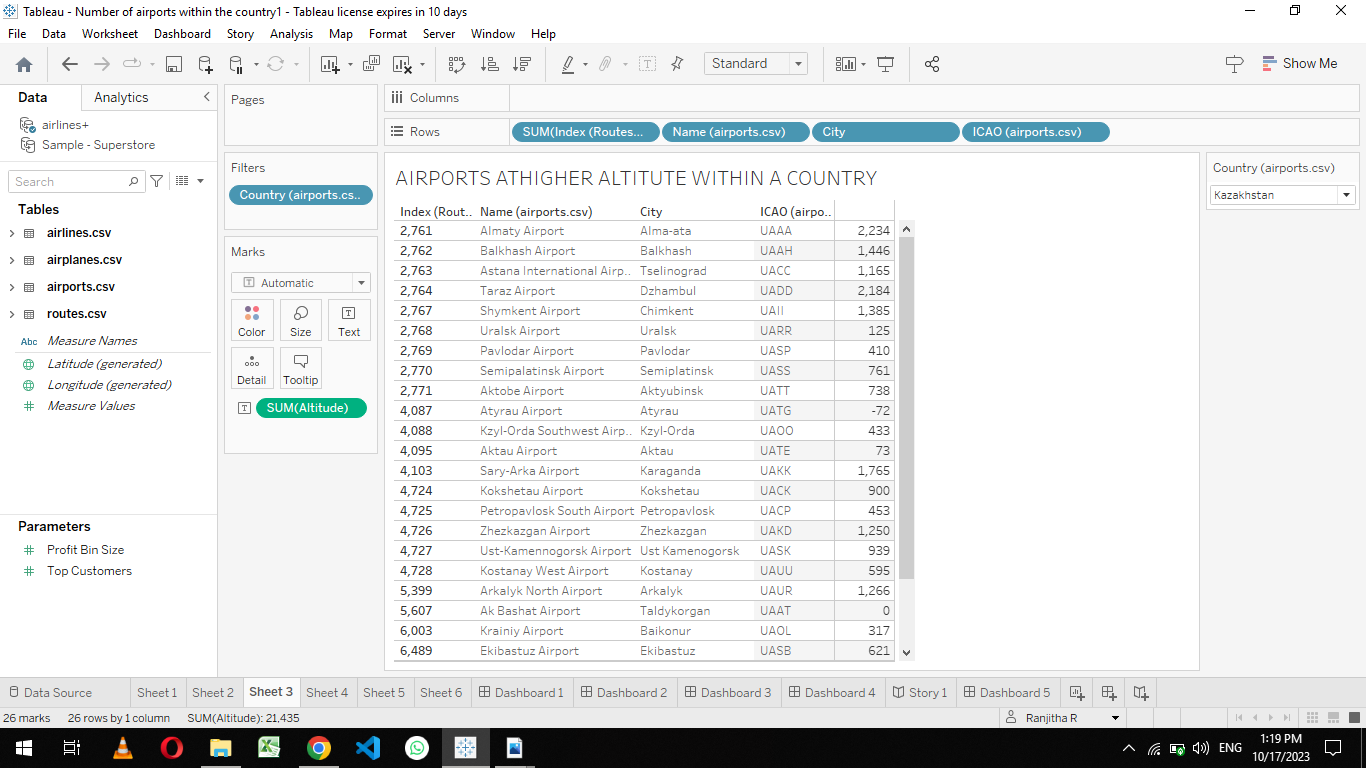 Tableau - Number of airports within the country1 - Tableau license expires in 10 days
File Data Worksheet Dashboard Story Analysis Map Format Server Window Help
Standard
Show Me
Data Analytics
airlines+
Sample - Superstore
Search
Tables
airlines.csv
airplanes.csv
airports.csv
routes.csv
Abc Measure Names
Latitude (generated)
Longitude (generated)
Measure Values
Parameters
Profit Bin Size
Top Customers
Pages
Filters
Country (airports.cs..
Marks
Automatic
Color Size Text
Detail Tooltip
SUM(Altitude)
Columns
Rows SUM(Index (Routes... Name (airports.csv) City ICAO (airports.csv)
AIRPORTS ATHIGHER ALTITUTE WITHIN A COUNTRY
Index (Rout.. Name (airports.csv) City ICAO (airpo..
2,761 Almaty Airport Alma-ata UAAA 2,234
2,762 Balkhash Airport Balkhash UAAH 1,446
2,763 Astana International Airp.. Tselinograd UACC 1,165
2,764 Taraz Airport Dzhambul UADD 2,184
2,767 Shymkent Airport Chimkent UAII 1,385
2,768 Uralsk Airport Uralsk UARR 125
2,769 Pavlodar Airport Pavlodar UASP 410
2,770 Semipalatinsk Airport Semiplatinsk UASS 761
2,771 Aktobe Airport Aktyubinsk UATT 738
4,087 Atyrau Airport Atyrau UATG -72
4,088 Kzyl-Orda Southwest Airp.. Kzyl-Orda UAOO 433
4,095 Aktau Airport Aktau UATE 73
4,103 Sary-Arka Airport Karaganda UAKK 1,765
4,724 Kokshetau Airport Kokshetau UACK 900
4,725 Petropavlosk South Airport Petropavlosk UACP 453
4,726 Zhezkazgan Airport Zhezkazgan UAKD 1,250
4,727 Ust-Kamennogorsk Airport Ust Kamenogorsk UASK 939
4,728 Kostanay West Airport Kostanay UAUU 595
5,399 Arkalyk North Airport Arkalyk UAUR 1,266
5,607 Ak Bashat Airport Taldykorgan UAAT 0
6,003 Krainiy Airport Baikonur UAOL 317
6,489 Ekibastuz Airport Ekibastuz UASB 621
Country (airports.csv)
Kazakhstan
Data Source Sheet 1 Sheet 2 Sheet 3 Sheet 4 Sheet 5 Sheet 6 Dashboard 1 Dashboard 2 Dashboard 3 Dashboard 4 Story 1 Dashboard 5
26 marks 26 rows by 1 column SUM(Altitude): 21,435 Ranjitha R
ENG 1:19 PM
10/17/2023